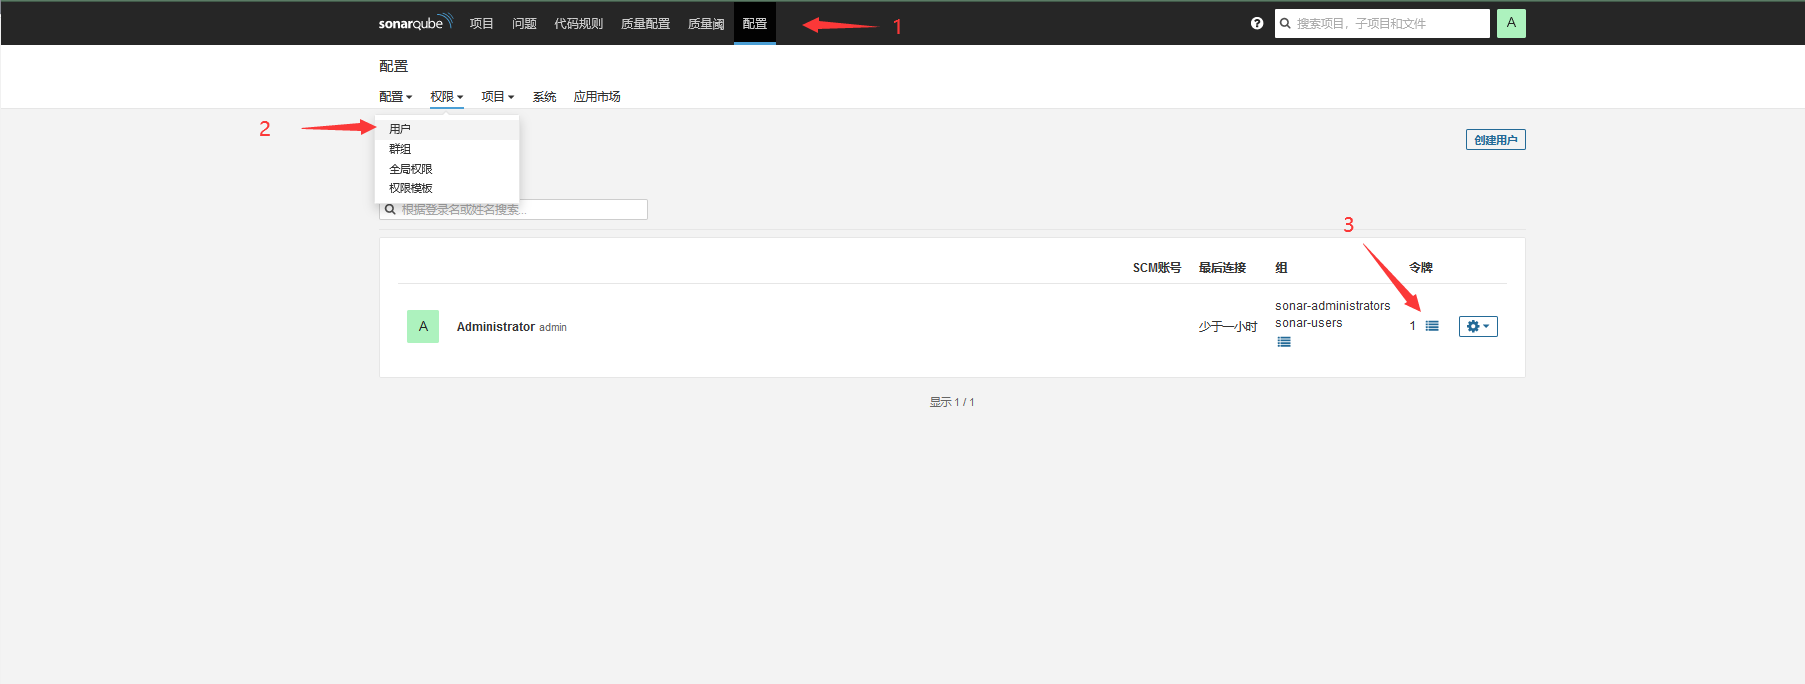 sonarqube 项目 问题 代码规则 质量配置 质量阈 配置 1 搜索项目，子项目和文件 A
配置
配置 权限 项目 系统 应用市场
2 用户
群组
全局权限
权限模板
创建用户
根据登录名或姓名搜索...
3
SCM账号 最后连接 组 令牌
A Administrator admin 少于一小时 sonar-administrators
sonar-users
1
显示 1 / 1